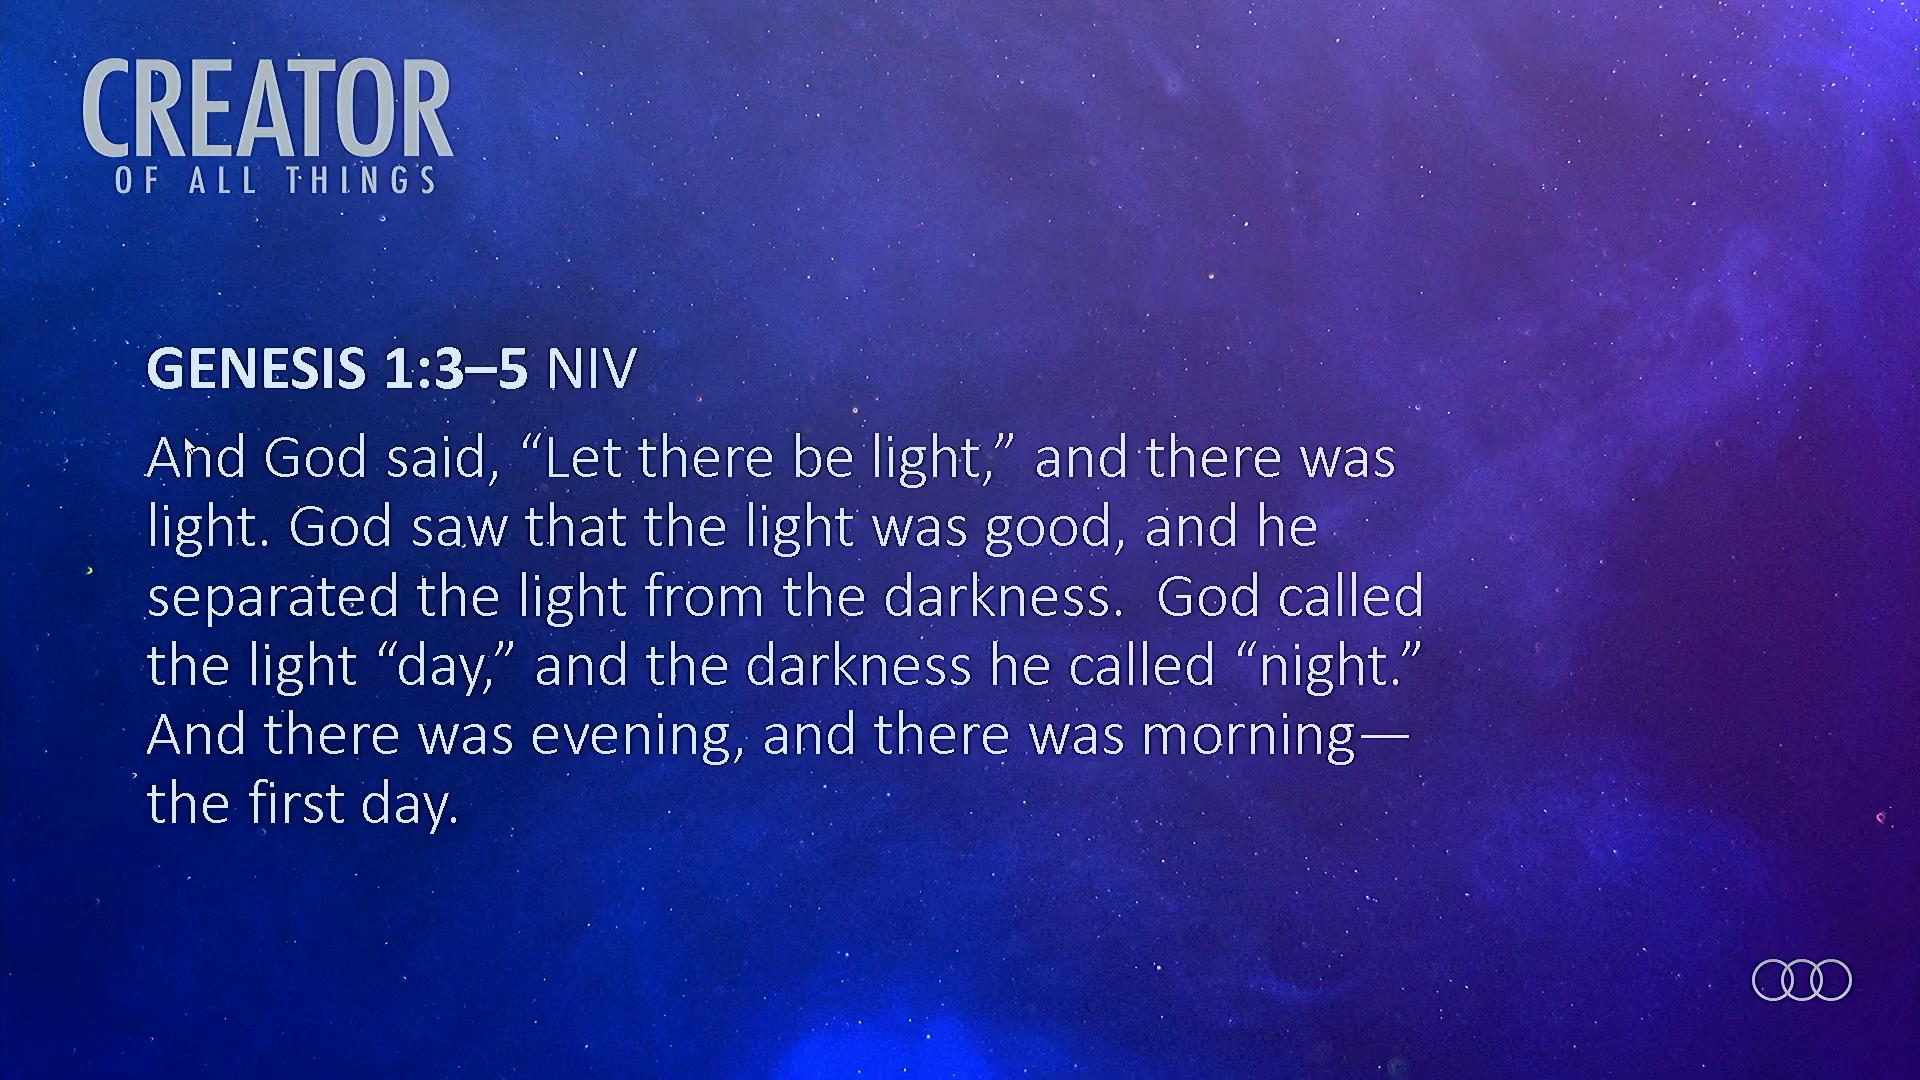 CREATOR
OF ALL THINGS
GENESIS 1:3–5 NIV
And God said, “Let there be light,” and there was
light. God saw that the light was good, and he
separated the light from the darkness.  God called
the light “day,” and the darkness he called “night.”
And there was evening, and there was morning—
the first day.